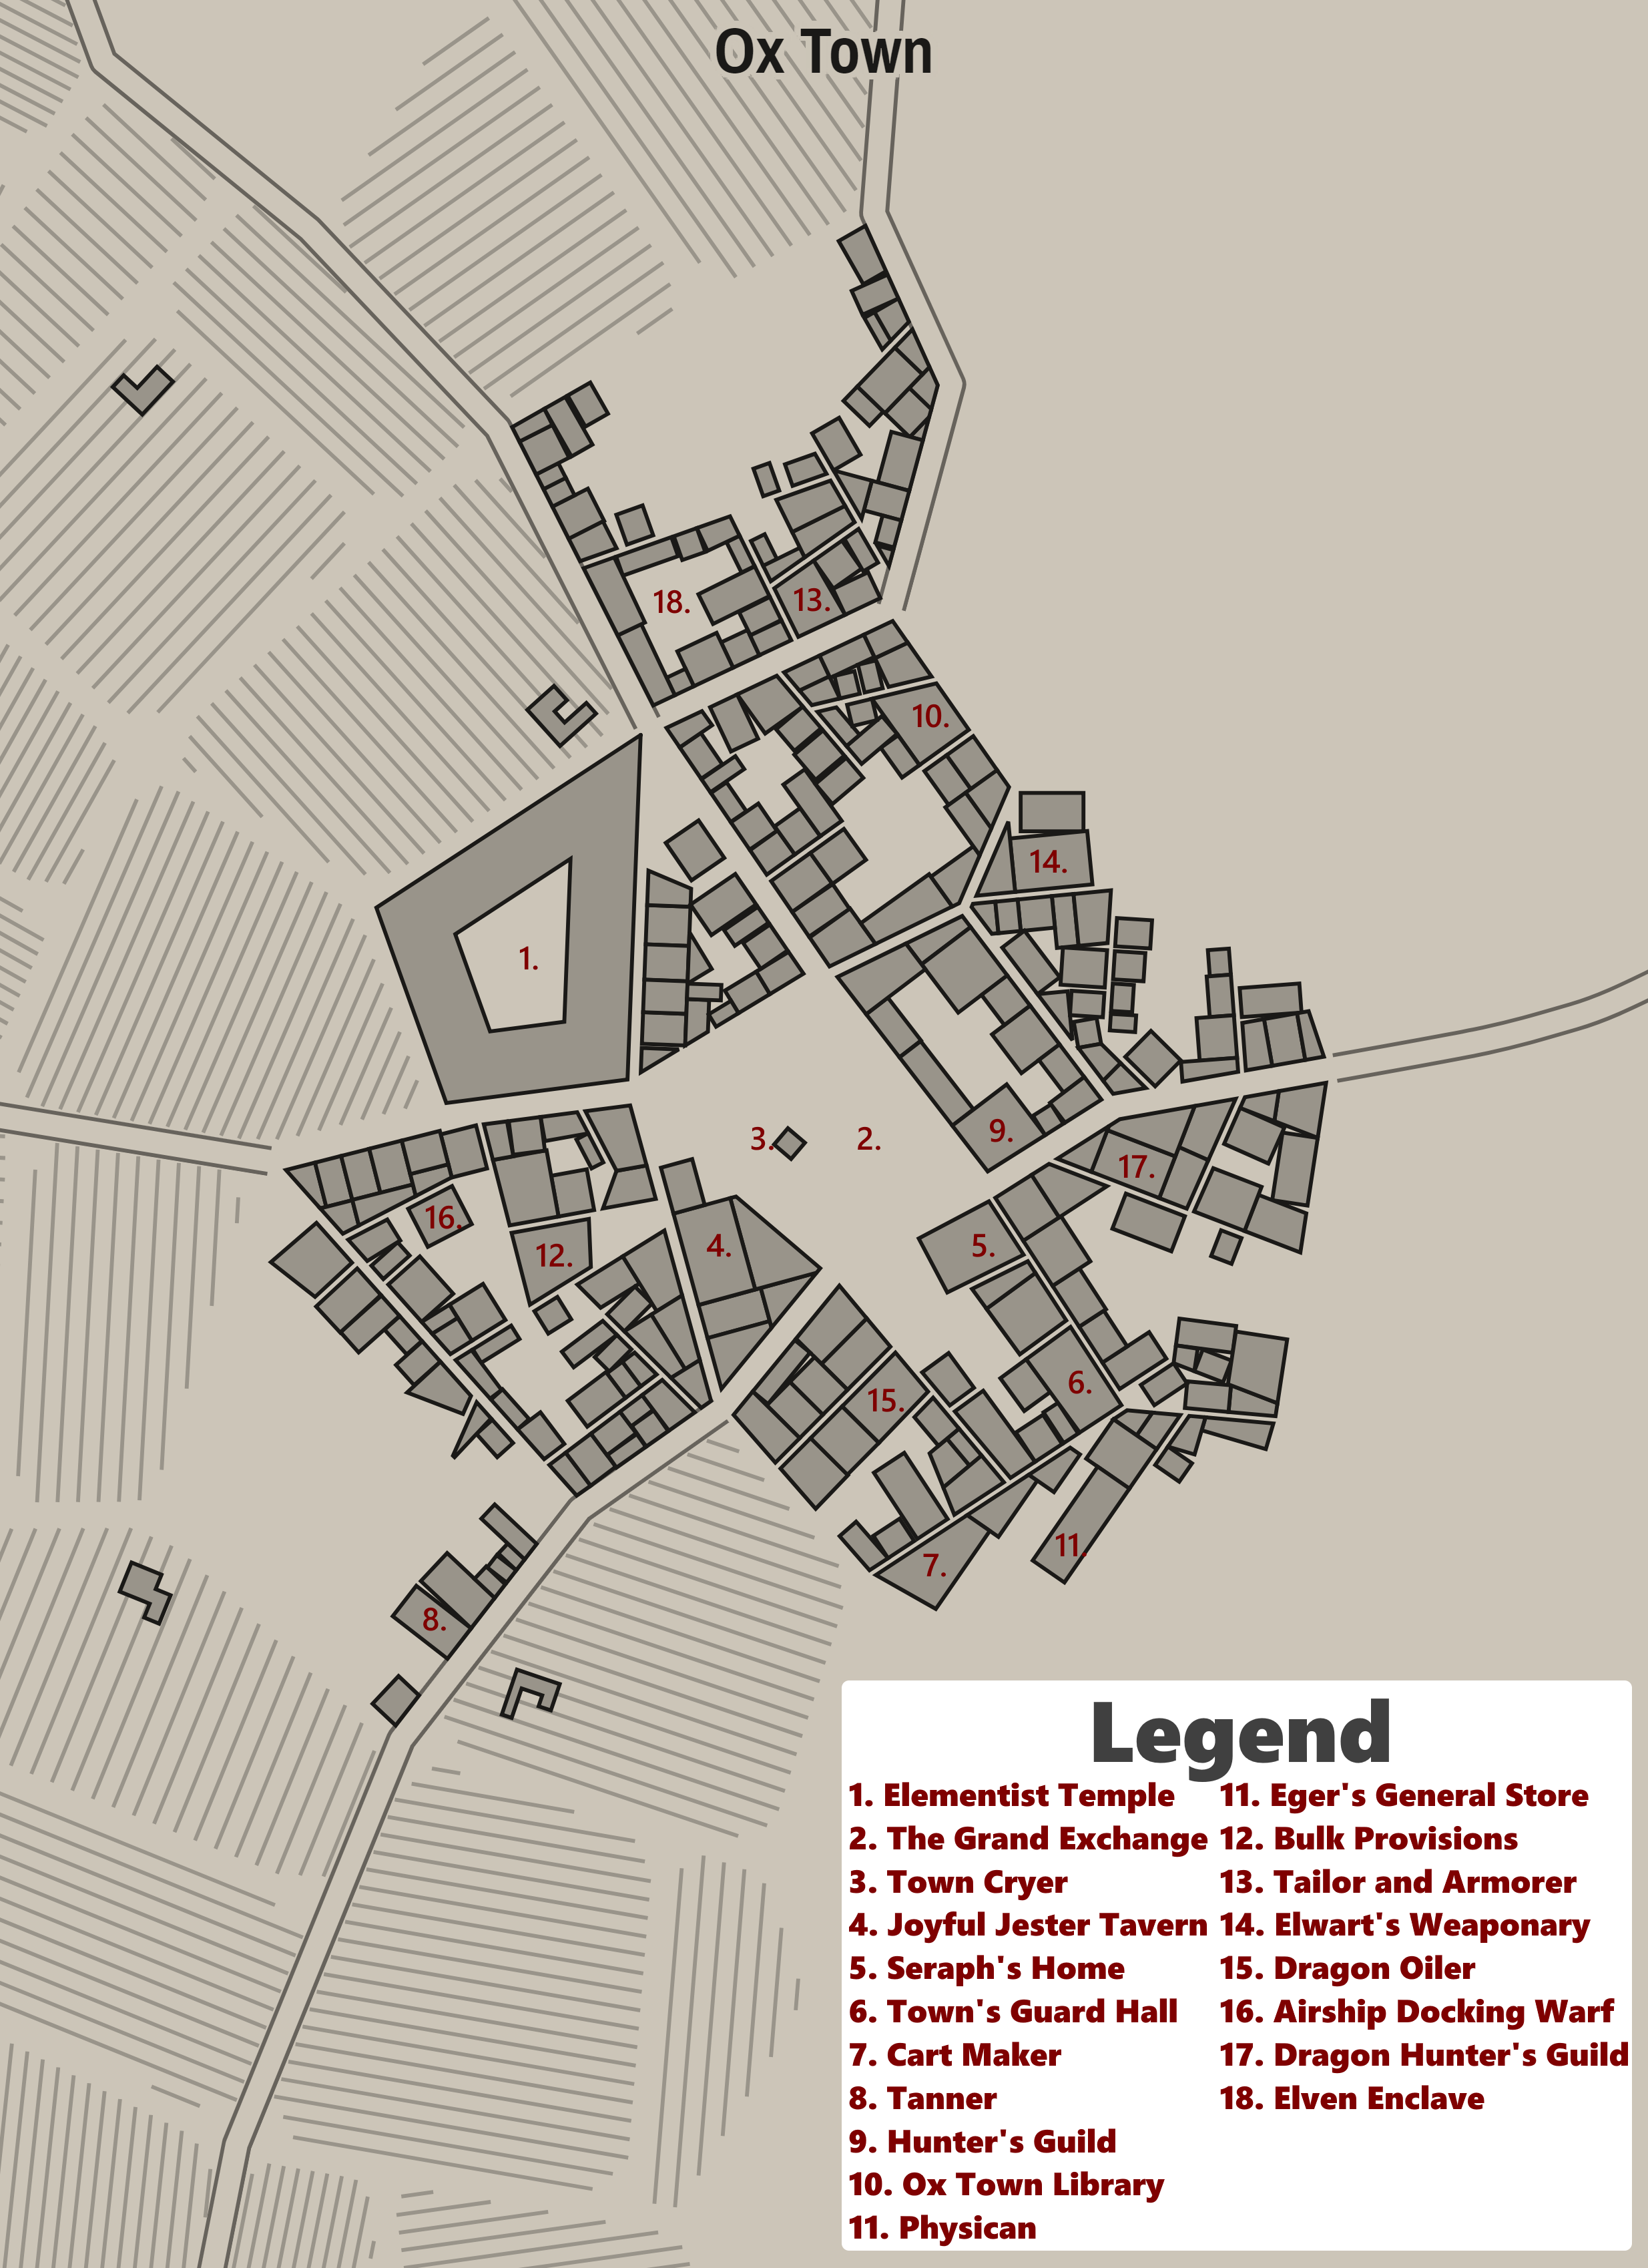 Ox Town
18.
13.
10.
14.
1.
3.
2.
9.
17.
16.
12.
4.
5.
6.
15.
11.
7.
8.
Legend
1. Elementist Temple
2. The Grand Exchange
3. Town Cryer
4. Joyful Jester Tavern
5. Seraph's Home
6. Town's Guard Hall
7. Cart Maker
8. Tanner
9. Hunter's Guild
10. Ox Town Library
11. Physican
11. Eger's General Store
12. Bulk Provisions
13. Tailor and Armorer
14. Elwart's Weaponary
15. Dragon Oiler
16. Airship Docking Warf
17. Dragon Hunter's Guild
18. Elven Enclave